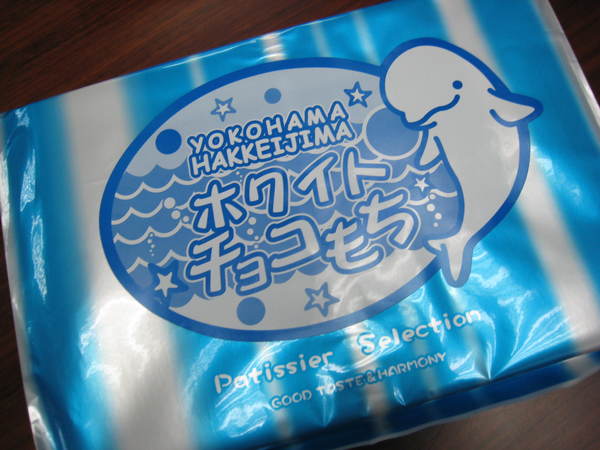 YOKOHAMA
HAKKEIJIMA
ホワイト
チョコもち
Patissier Selection
GOOD TASTE&HARMONY